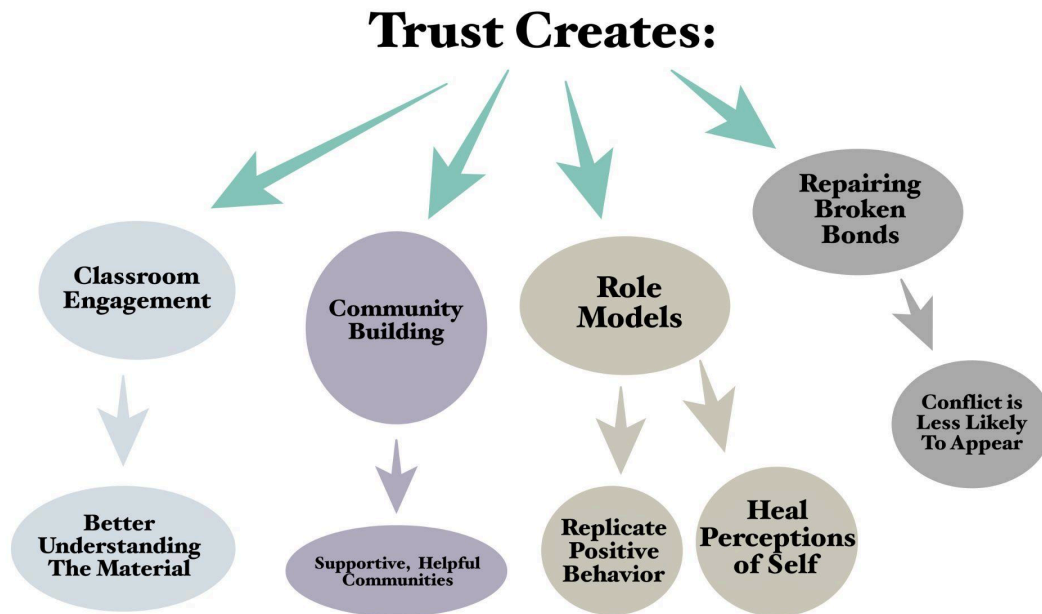 Trust Creates:
Classroom
Engagement
Better
Understanding
The Material
Community
Building
Supportive, Helpful
Communities
Role
Models
Replicate
Positive
Behavior
Heal
Perceptions
of Self
Repairing
Broken
Bonds
Conflict is
Less Likely
To Appear